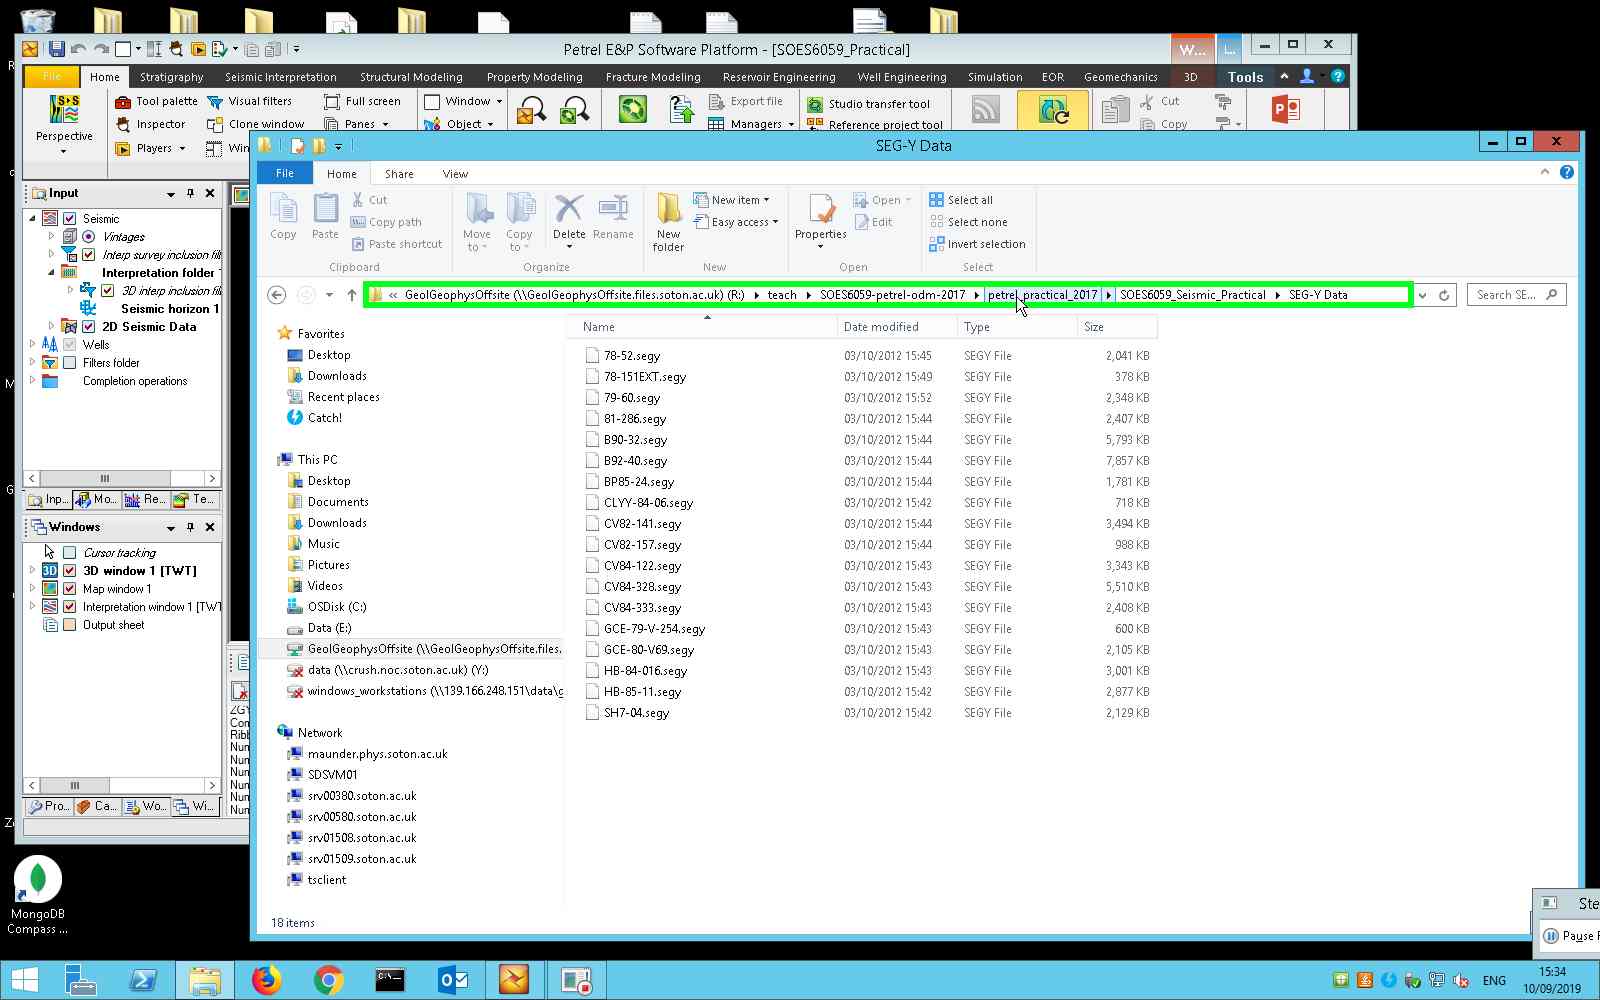 Petrel E&P Software Platform - [SOES6059_Practical]
W...
File
Home
Stratigraphy
Seismic Interpretation
Structural Modeling
Property Modeling
Fracture Modeling
Reservoir Engineering
Well Engineering
Simulation
EOR
Geomechanics
3D
Tools
Perspective
Tool palette
Visual filters
Full screen
Window
Export file
Studio transfer tool
Cut
Inspector
Clone window
Panes
Object
Managers
Reference project tool
Copy
Players
Win
SEG-Y Data
File
Home
Share
View
Copy
Paste
Cut
Copy path
Paste shortcut
Clipboard
Move to
Copy to
Delete
Rename
Organize
New folder
New item
Easy access
New
Properties
Open
Edit
Open
Select all
Select none
Invert selection
Select
« GeolGeophysOffsite (\\GeolGeophysOffsite.files.soton.ac.uk) (R:) ▸ teach ▸ SOES6059-petrel-odm-2017 ▸ petrel_practical_2017 ▸ SOES6059_Seismic_Practical ▸ SEG-Y Data
Search SE...
Input
Seismic
Vintages
Interp survey inclusion fil
Interpretation folder
3D interp inclusion fil
Seismic horizon 1
2D Seismic Data
Wells
Filters folder
Completion operations
Inp...
Mo...
Re...
Te...
Windows
Cursor tracking
3D window 1 [TWT]
Map window 1
Interpretation window 1 [TWT
Output sheet
Pro...
Ca...
Wo...
Wi...
ZGY
Con
Ribb
Nun
Nun
Nun
Nun
Nun
Favorites
Desktop
Downloads
Recent places
Catch!
This PC
Desktop
Documents
Downloads
Music
Pictures
Videos
OSDisk (C:)
Data (E:)
GeolGeophysOffsite (\\GeolGeophysOffsite.files.
data (\\crush.noc.soton.ac.uk) (Y:)
windows_workstations (\\139.166.248.151\data\g
Network
maunder.phys.soton.ac.uk
SDSVM01
srv00380.soton.ac.uk
srv00580.soton.ac.uk
srv01508.soton.ac.uk
srv01509.soton.ac.uk
tsclient
Name Date modified Type Size
78-52.segy 03/10/2012 15:45 SEGY File 2,041 KB
78-151EXT.segy 03/10/2012 15:49 SEGY File 378 KB
79-60.segy 03/10/2012 15:52 SEGY File 2,348 KB
81-286.segy 03/10/2012 15:44 SEGY File 2,407 KB
B90-32.segy 03/10/2012 15:44 SEGY File 5,793 KB
B92-40.segy 03/10/2012 15:44 SEGY File 7,857 KB
BP85-24.segy 03/10/2012 15:44 SEGY File 1,781 KB
CLYY-84-06.segy 03/10/2012 15:42 SEGY File 718 KB
CV82-141.segy 03/10/2012 15:44 SEGY File 3,494 KB
CV82-157.segy 03/10/2012 15:44 SEGY File 988 KB
CV84-122.segy 03/10/2012 15:43 SEGY File 3,343 KB
CV84-328.segy 03/10/2012 15:43 SEGY File 5,510 KB
CV84-333.segy 03/10/2012 15:43 SEGY File 2,408 KB
GCE-79-V-254.segy 03/10/2012 15:43 SEGY File 600 KB
GCE-80-V69.segy 03/10/2012 15:43 SEGY File 2,105 KB
HB-84-016.segy 03/10/2012 15:43 SEGY File 3,001 KB
HB-85-11.segy 03/10/2012 15:42 SEGY File 2,877 KB
SH7-04.segy 03/10/2012 15:42 SEGY File 2,129 KB
18 items
MongoDB
Compass ...
Ste
Pause
ENG
15:34
10/09/2019